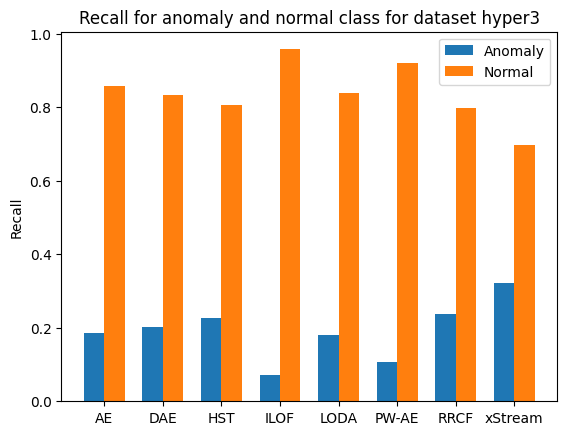 Recall for anomaly and normal class for dataset hyper3
Anomaly
Normal
Recall
1.0
0.8
0.6
0.4
0.2
0.0
AE DAE HST ILOF LODA PW-AE RRCF xStream